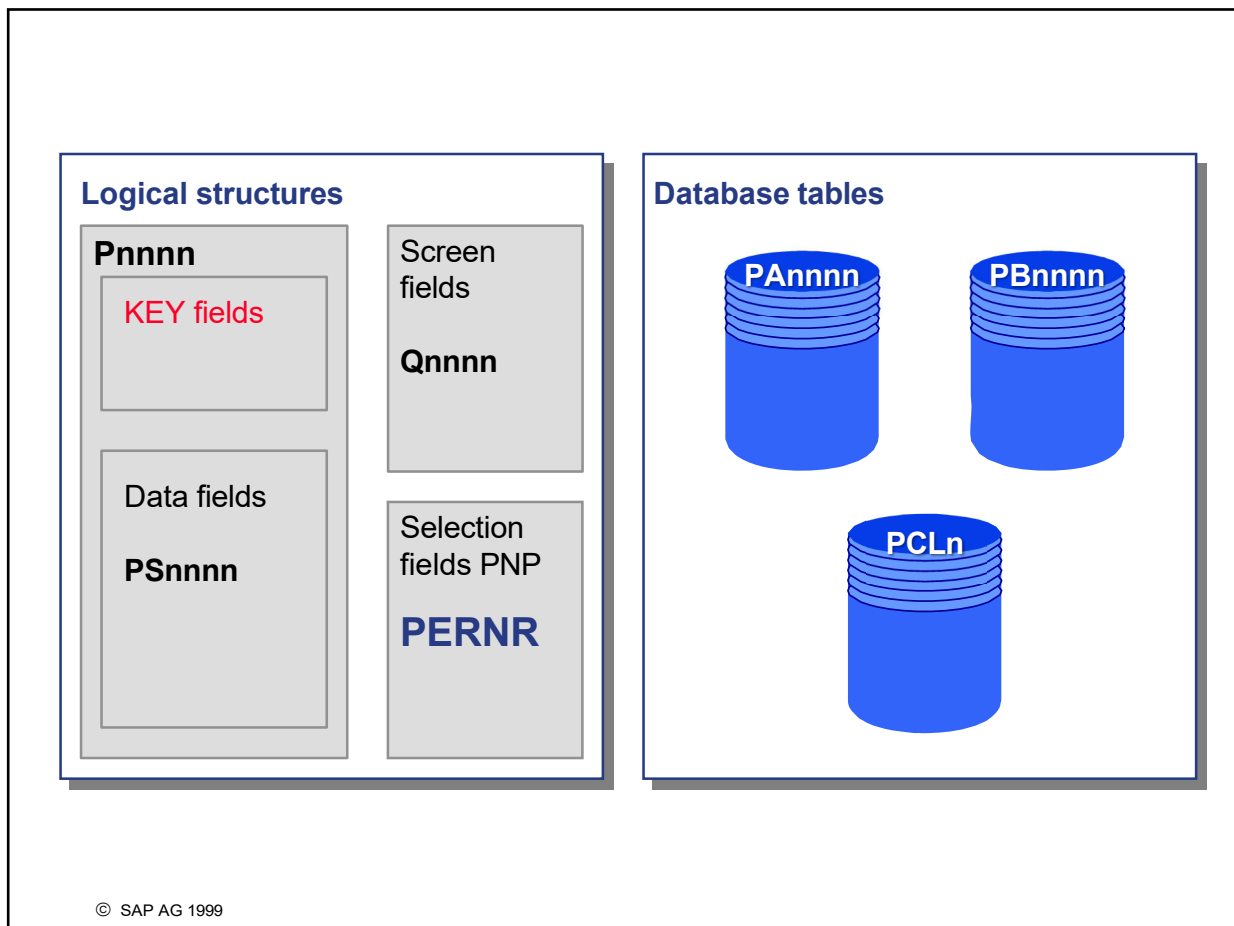 Logical structures
Pnnnn
KEY fields
Data fields
PSnnnn
Screen
fields
Qnnnn
Selection
fields PNP
PERNR
Database tables
PAnnnn
PBnnnn
PCLn
© SAP AG 1999